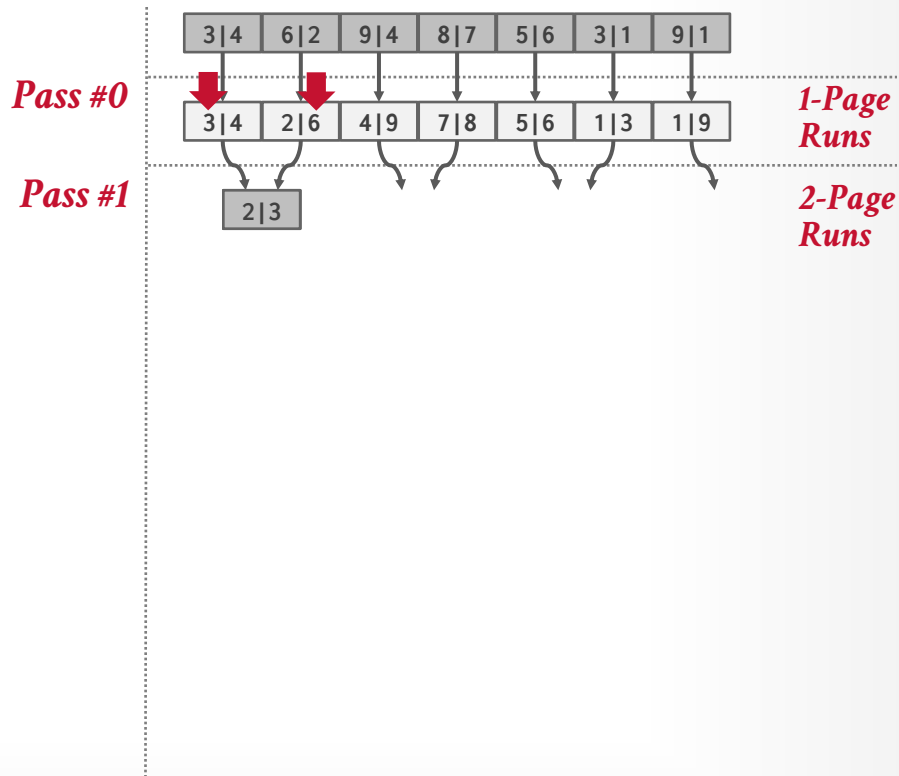 3|4 6|2 9|4 8|7 5|6 3|1 9|1
Pass #0
1-Page
Runs
3|4 2|6 4|9 7|8 5|6 1|3 1|9
Pass #1
2-Page
Runs
2|3